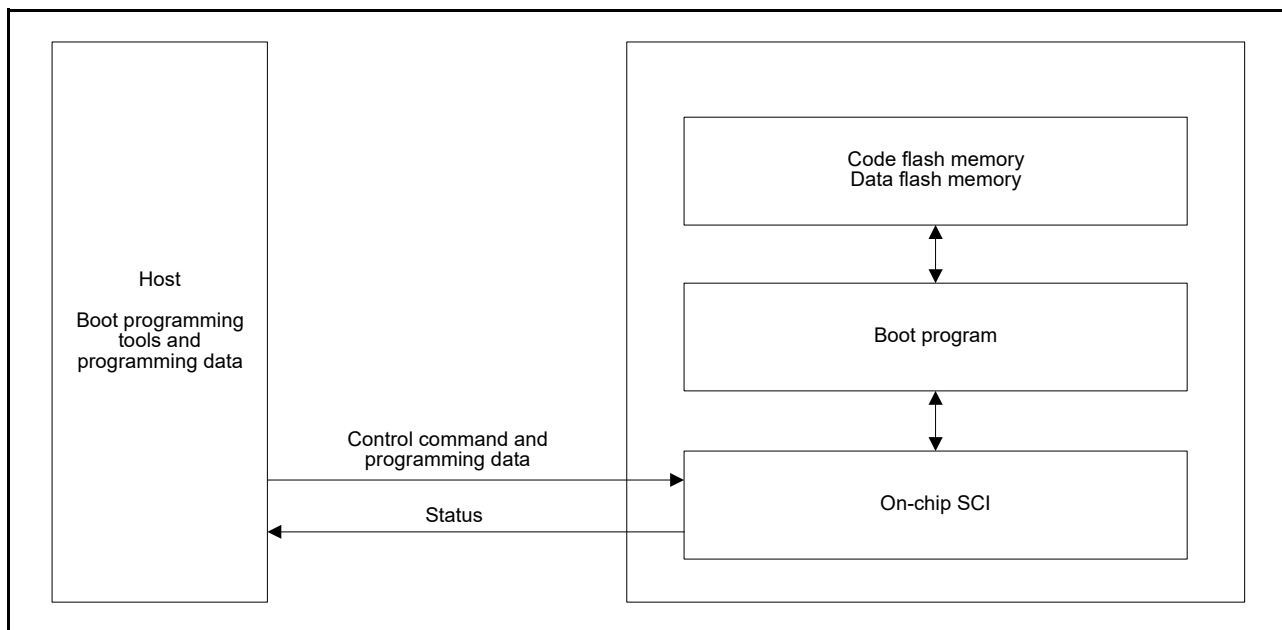 Host
Boot programming
tools and
programming data
Control command and
programming data
Status
Code flash memory
Data flash memory
Boot program
On-chip SCI